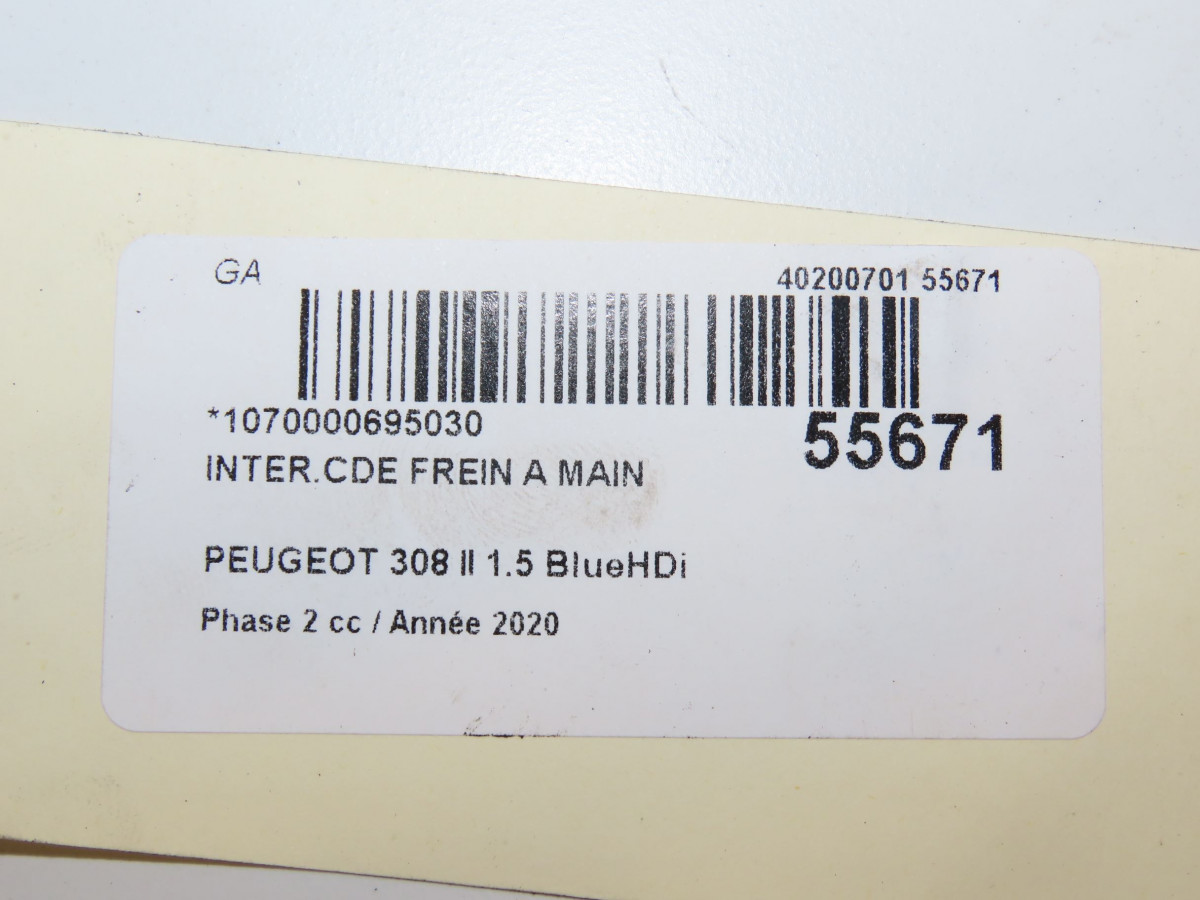 GA
40200701 55671
*1070000695030
55671
INTER.CDE FREIN A MAIN
PEUGEOT 308 II 1.5 BlueHDi
Phase 2 cc / Année 2020